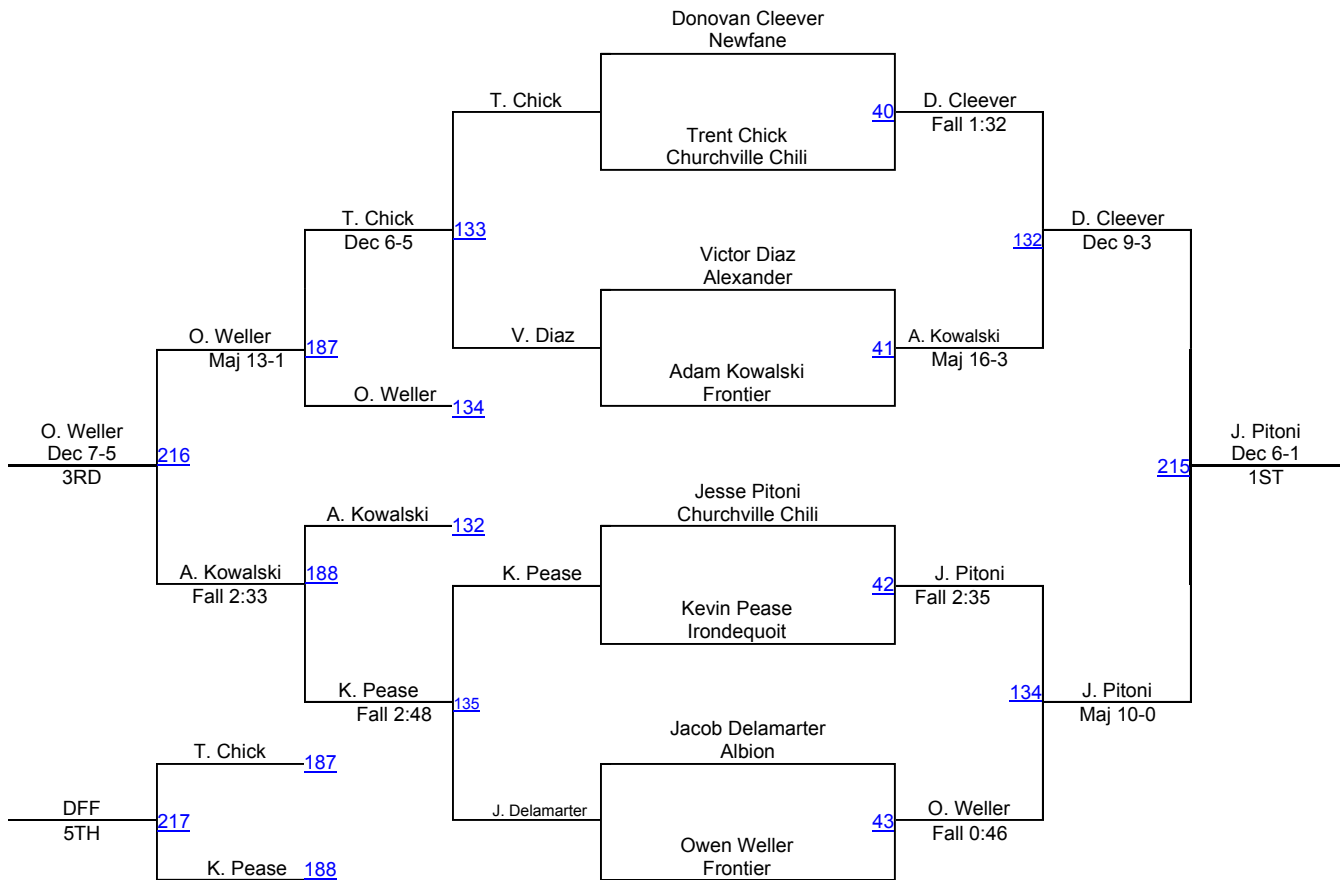 Donovan Cleever
Newfane
T. Chick
40
D. Cleever
Fall 1:32
Trent Chick
Churchville Chili
T. Chick
Dec 6-5
133
132
D. Cleever
Dec 9-3
Victor Diaz
Alexander
O. Weller
Maj 13-1
187
V. Diaz
41
A. Kowalski
Maj 16-3
Adam Kowalski
Frontier
O. Weller
134
O. Weller
Dec 7-5
3RD
216
215
J. Pitoni
Dec 6-1
1ST
Jesse Pitoni
Churchville Chili
A. Kowalski
132
A. Kowalski
Fall 2:33
188
K. Pease
42
J. Pitoni
Fall 2:35
Kevin Pease
Irondequoit
K. Pease
Fall 2:48
135
134
J. Pitoni
Maj 10-0
Jacob Delamarter
Albion
T. Chick
187
DFF
5TH
217
J. Delamarter
43
O. Weller
Fall 0:46
Owen Weller
Frontier
K. Pease
188